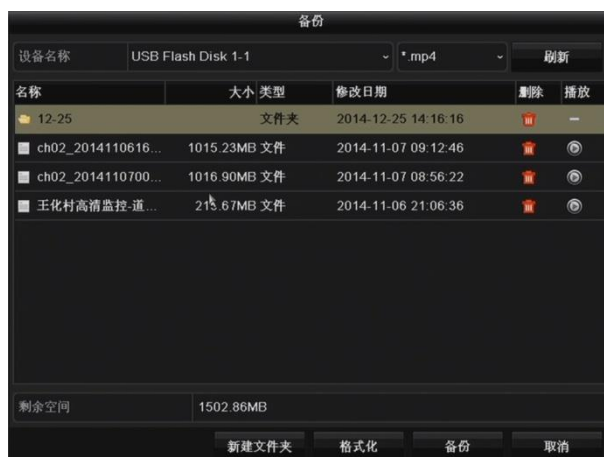 备份
设备名称 USB Flash Disk 1-1 *.mp4 刷新
名称 大小 类型 修改日期 删除 播放
12-25 文件夹 2014-12-25 14:16:16
ch02_2014110616... 1015.23MB 文件 2014-11-07 09:12:46
ch02_2014110700... 1016.90MB 文件 2014-11-07 08:56:22
王化村高清监控-道... 215.67MB 文件 2014-11-06 21:06:36
剩余空间 1502.86MB
新建文件夹 格式化 备份 取消